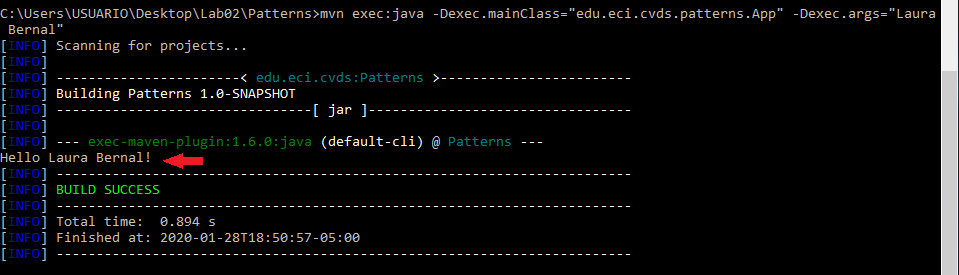 C:\Users\USUARIO\Desktop\Lab02\Patterns>mvn exec:java -Dexec.mainClass="edu.eci.cvds.patterns.App" -Dexec.args="Laura
 Bernal"
[INFO] Scanning for projects...
[INFO]
[INFO] -----------------------< edu.eci.cvds:Patterns >------------------------
[INFO] Building Patterns 1.0-SNAPSHOT
[INFO] --------------------------------[ jar ]---------------------------------
[INFO]
[INFO] --- exec-maven-plugin:1.6.0:java (default-cli) @ Patterns ---
Hello Laura Bernal!
[INFO] ------------------------------------------------------------------------
[INFO] BUILD SUCCESS
[INFO] ------------------------------------------------------------------------
[INFO] Total time:  0.894 s
[INFO] Finished at: 2020-01-28T18:50:57-05:00
[INFO] ------------------------------------------------------------------------